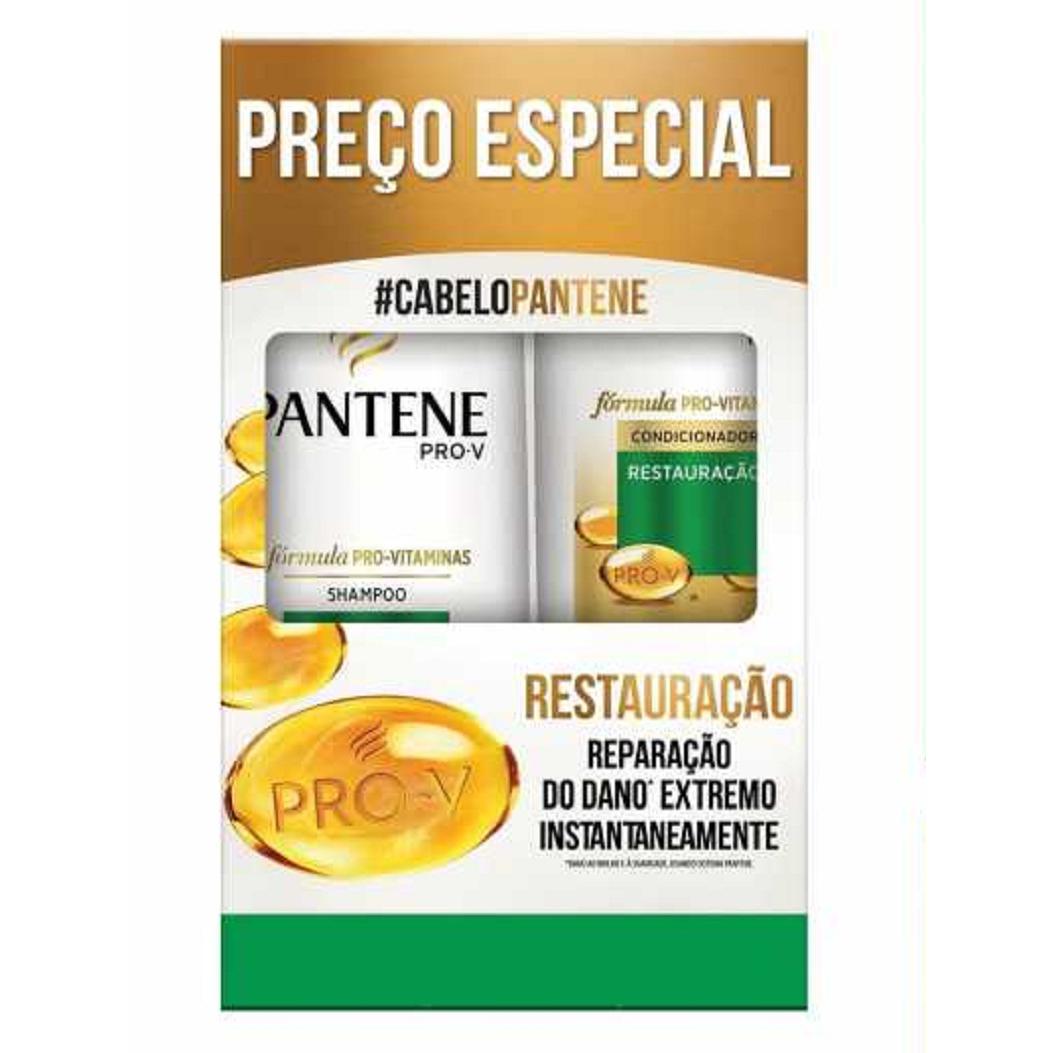 PREÇO ESPECIAL
#CABELOPANTENE
PANTENE
PRO-V
fórmula PRO-VITAMINAS
SHAMPOO
fórmula PRO-VITAM
CONDICIONADOR
RESTAURAÇÃO
PRO-V
RESTAURAÇÃO
REPARAÇÃO
DO DANO* EXTREMO
INSTANTANEAMENTE
PRO-V